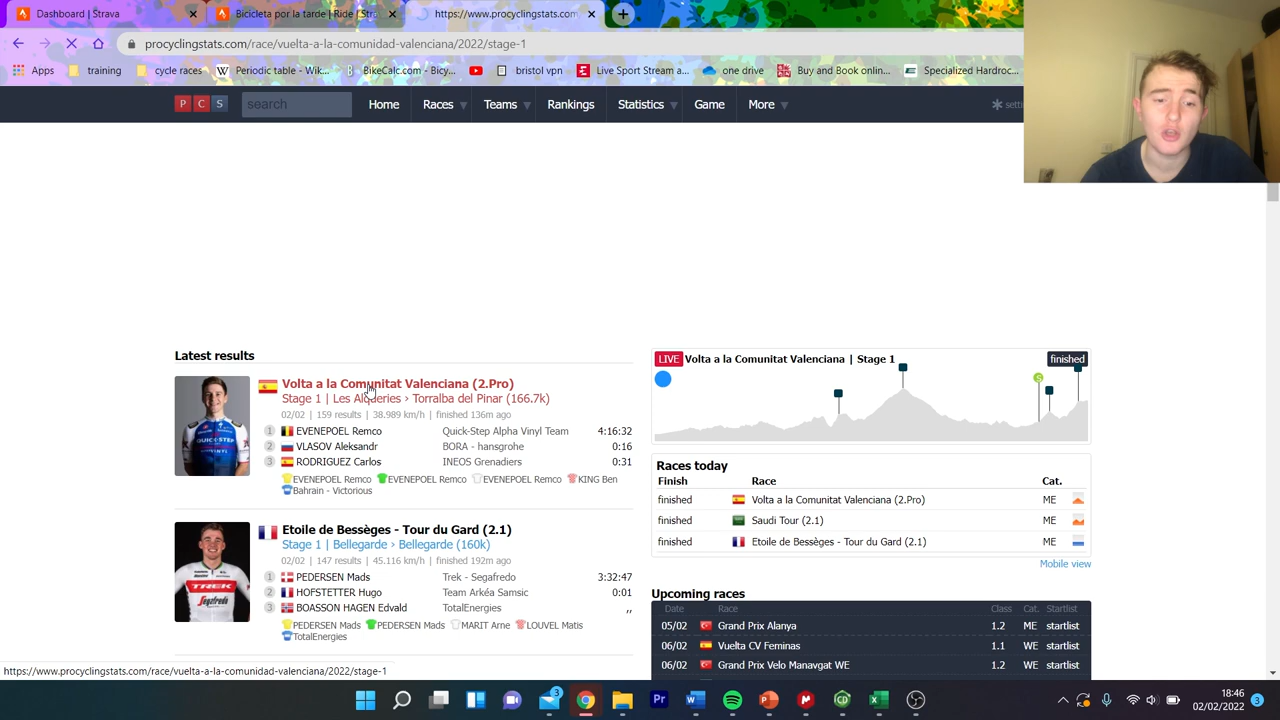 Dashboard | Strava
Bicicleta por la tarde | Ride | Stra
https://www.procyclingstats.com/
procyclingstats.com/race/vuelta-a-la-comunidad-valenciana/2022/stage-1
Apps training cycle races Periodic table - Wik... BikeCalc.com - Bicy... bristol vpn Live Sport Stream a... one drive Buy and Book onlin... Specialized Hardroc...
P C S search Home Races Teams Rankings Statistics Game More
Latest results
Volta a la Comunitat Valenciana (2.Pro)
Stage 1 | Les Alqueries › Torralba del Pinar (166.7k)
02/02 | 159 results | 38.989 km/h | finished 136m ago
1 EVENEPOEL Remco Quick-Step Alpha Vinyl Team 4:16:32
2 VLASOV Aleksandr BORA - hansgrohe 0:16
3 RODRIGUEZ Carlos INEOS Grenadiers 0:31
EVENEPOEL Remco EVENEPOEL Remco EVENEPOEL Remco KING Ben
Bahrain - Victorious
QUICK-STEP
Etoile de Bessèges - Tour du Gard (2.1)
Stage 1 | Bellegarde › Bellegarde (160k)
02/02 | 147 results | 45.116 km/h | finished 192m ago
1 PEDERSEN Mads Trek - Segafredo 3:32:47
2 HOFSTETTER Hugo Team Arkéa Samsic 0:01
3 BOASSON HAGEN Edvald TotalEnergies ,,
PEDERSEN Mads PEDERSEN Mads MARIT Arne LOUVEL Matis
TotalEnergies
TREK
Segafredo
LIVE Volta a la Comunitat Valenciana | Stage 1 finished
S
Races today
Finish Race Cat.
finished Volta a la Comunitat Valenciana (2.Pro) ME
finished Saudi Tour (2.1) ME
finished Etoile de Bessèges - Tour du Gard (2.1) ME
Mobile view
Upcoming races
Date Race Class Cat. Startlist
05/02 Grand Prix Alanya 1.2 ME startlist
06/02 Vuelta CV Feminas 1.1 WE startlist
06/02 Grand Prix Velo Manavgat WE 1.2 WE startlist
https://www.procyclingstats.com/race/vuelta-a-la-comunidad-valenciana/2022/stage-1
3
Pr
18:46
02/02/2022
3